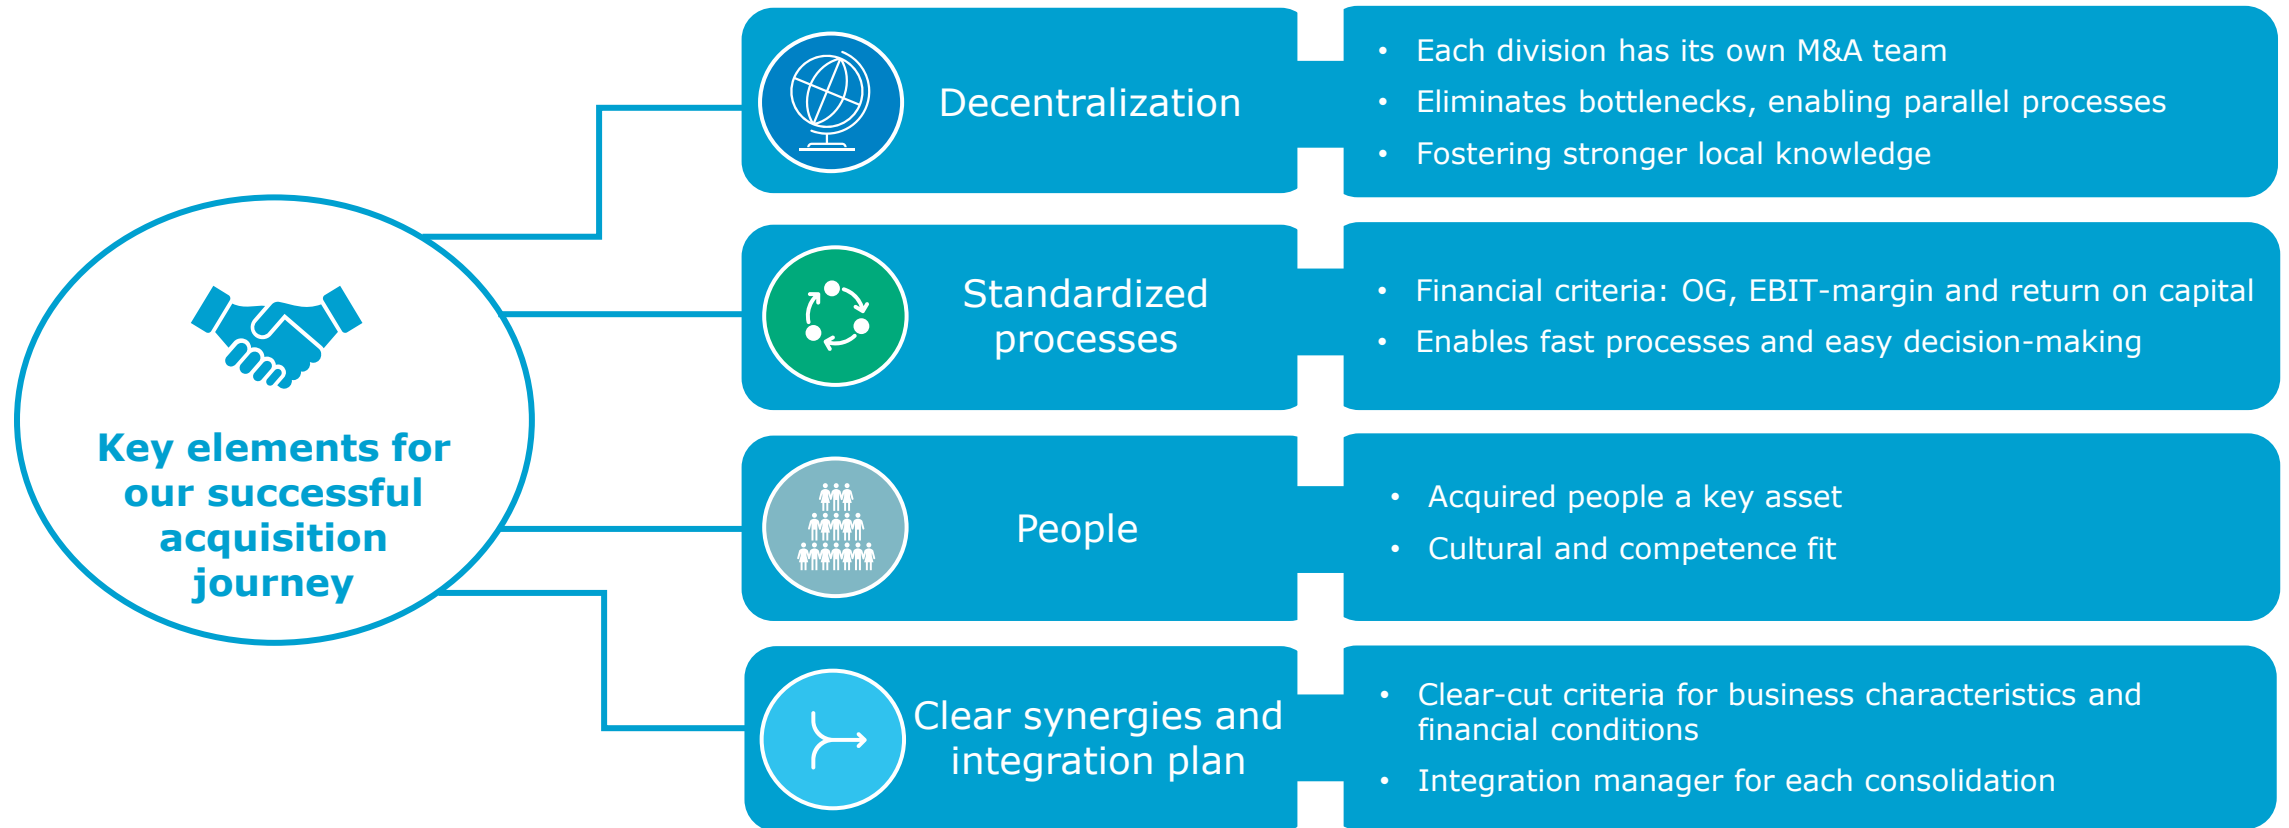 Key elements for
our successful
acquisition
journey
Decentralization
• Each division has its own M&A team
• Eliminates bottlenecks, enabling parallel processes
• Fostering stronger local knowledge
Standardized
processes
• Financial criteria: OG, EBIT-margin and return on capital
• Enables fast processes and easy decision-making
People
• Acquired people a key asset
• Cultural and competence fit
Clear synergies and
integration plan
• Clear-cut criteria for business characteristics and
financial conditions
• Integration manager for each consolidation